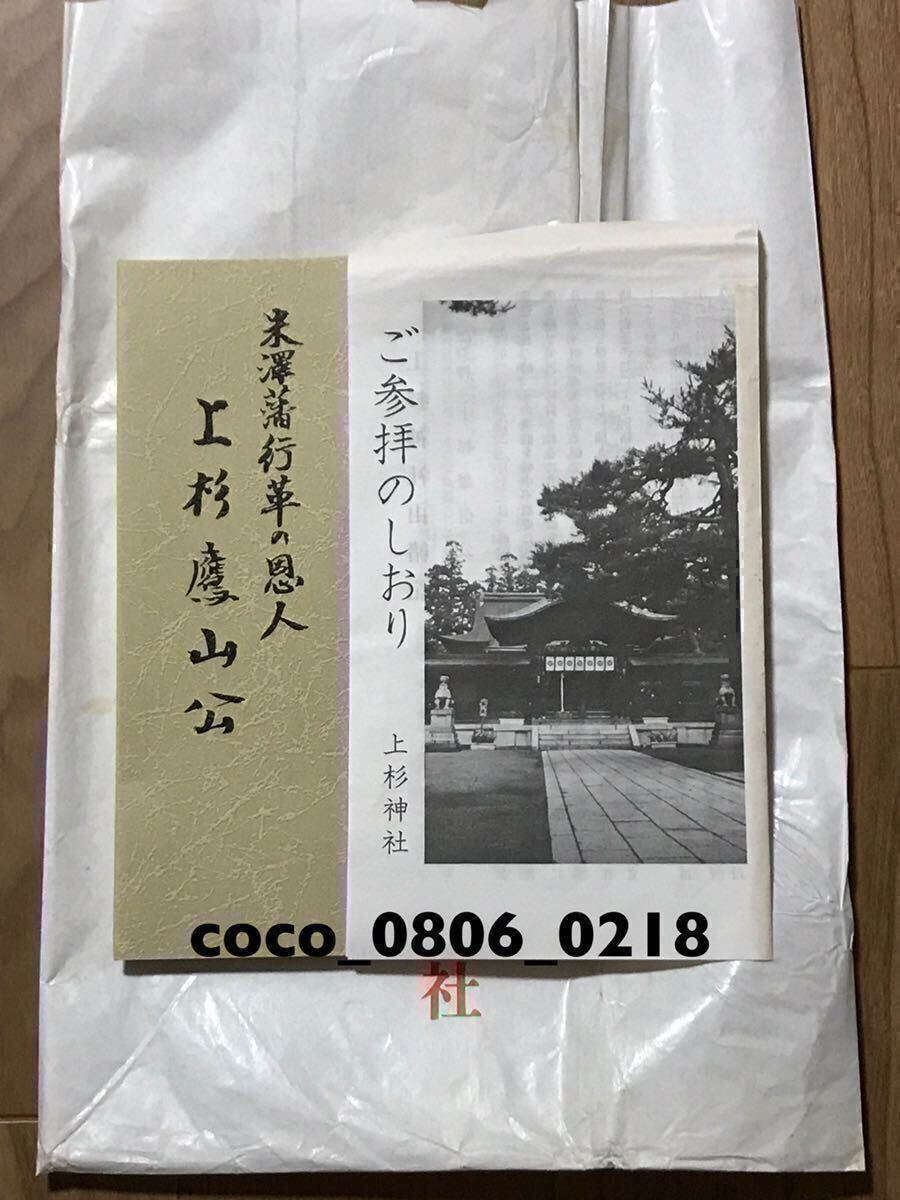 米澤藩行革の恩人
上杉鷹山公
ご参拝のしおり
上杉神社
coco_0806_0218
社